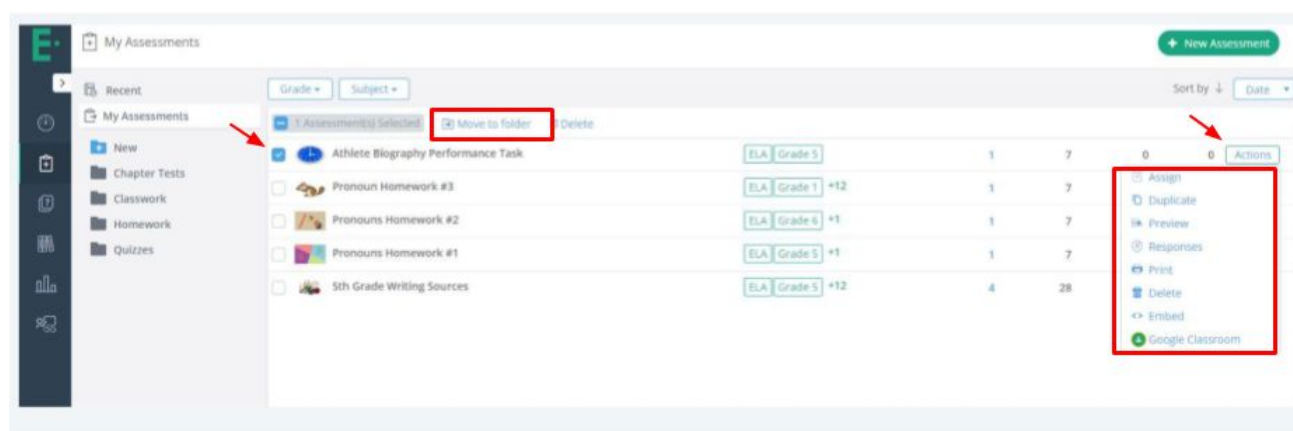 E
My Assessments
+ New Assessment
Recent
Grade
Subject
Sort by ↓ Date
My Assessments
1 Assessment(s) Selected
Move to folder
Delete
New
Athlete Biography Performance Task
ELA Grade 5
1 7 0 0 Actions
Chapter Tests
Classwork
Homework
Quizzes
Pronoun Homework #3
ELA Grade 1 +12
1 7
Pronouns Homework #2
ELA Grade 6 +1
1 7
Pronouns Homework #1
ELA Grade 5 +1
1 7
5th Grade Writing Sources
ELA Grade 5 +12
4 28
Assign
Duplicate
Preview
Responses
Print
Delete
Embed
Google Classroom